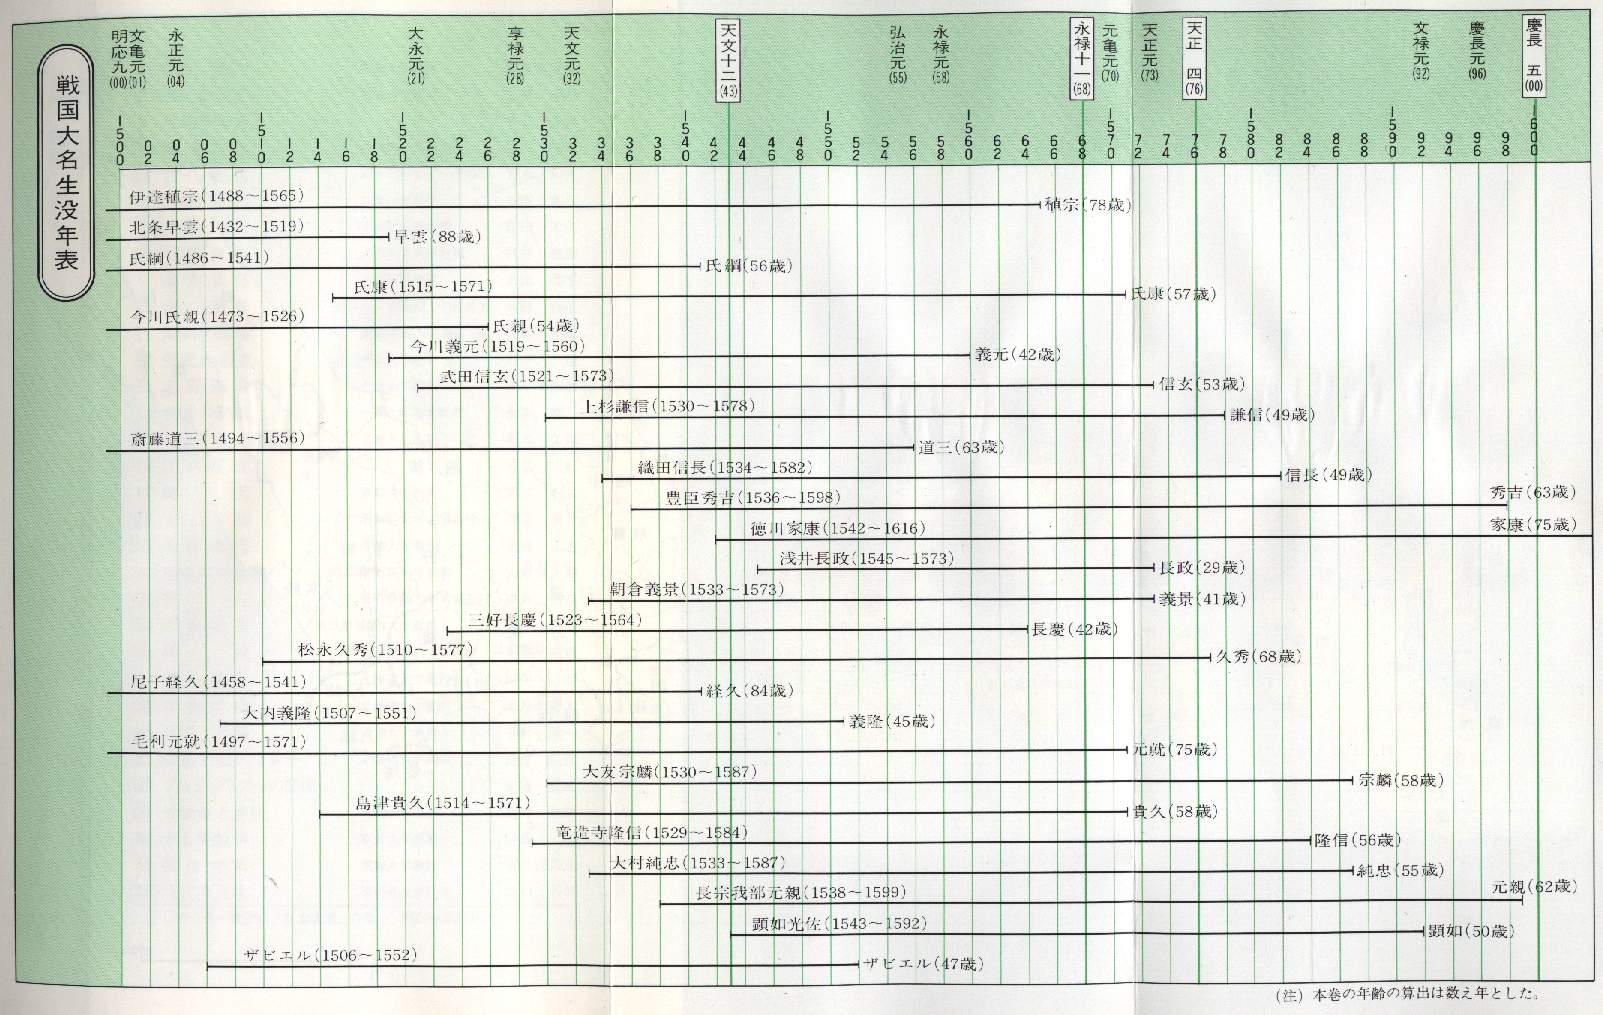 戦国大名生没年表
明応九(00)
文亀元(01)
永正元(04)
大永元(21)
享禄元(28)
天文元(32)
天文十二(43)
弘治元(55)
永禄元(58)
永禄十一(68)
元亀元(70)
天正元(73)
天正 四(76)
文禄元(92)
慶長元(96)
慶長 五(00)
1500 02 04 06 08 10 12 14 16 18 1520 22 24 26 28 1530 32 34 36 38 1540 42 44 46 48 1550 52 54 56 58 1560 62 64 66 68 1570 72 74 76 78 1580 82 84 86 88 1590 92 94 96 98 1600
伊達稙宗(1488〜1565) 稙宗(78歳)
北条早雲(1432〜1519) 早雲(88歳)
氏綱(1486〜1541) 氏綱(56歳)
氏康(1515〜1571) 氏康(57歳)
今川氏親(1473〜1526) 氏親(54歳)
今川義元(1519〜1560) 義元(42歳)
武田信玄(1521〜1573) 信玄(53歳)
上杉謙信(1530〜1578) 謙信(49歳)
斎藤道三(1494〜1556) 道三(63歳)
織田信長(1534〜1582) 信長(49歳)
豊臣秀吉(1536〜1598) 秀吉(63歳)
徳川家康(1542〜1616) 家康(75歳)
浅井長政(1545〜1573) 長政(29歳)
朝倉義景(1533〜1573) 義景(41歳)
三好長慶(1523〜1564) 長慶(42歳)
松永久秀(1510〜1577) 久秀(68歳)
尼子経久(1458〜1541) 経久(84歳)
大内義隆(1507〜1551) 義隆(45歳)
毛利元就(1497〜1571) 元就(75歳)
大友宗麟(1530〜1587) 宗麟(58歳)
島津貴久(1514〜1571) 貴久(58歳)
竜造寺隆信(1529〜1584) 隆信(56歳)
大村純忠(1533〜1587) 純忠(55歳)
長宗我部元親(1538〜1599) 元親(62歳)
顕如光佐(1543〜1592) 顕如(50歳)
ザビエル(1506〜1552) ザビエル(47歳)
(注) 本巻の年齢の算出は数え年とした。